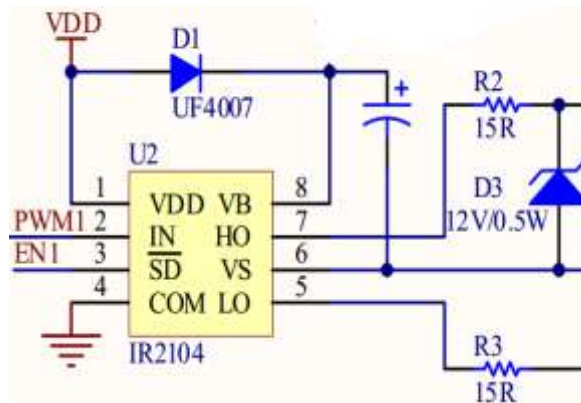 VDD
D1
UF4007
R2
15R
U2
1 VDD VB 8
PWM1 2 IN HO 7
EN1 3 SD VS 6
4 COM LO 5
IR2104
D3
12V/0.5W
R3
15R
+